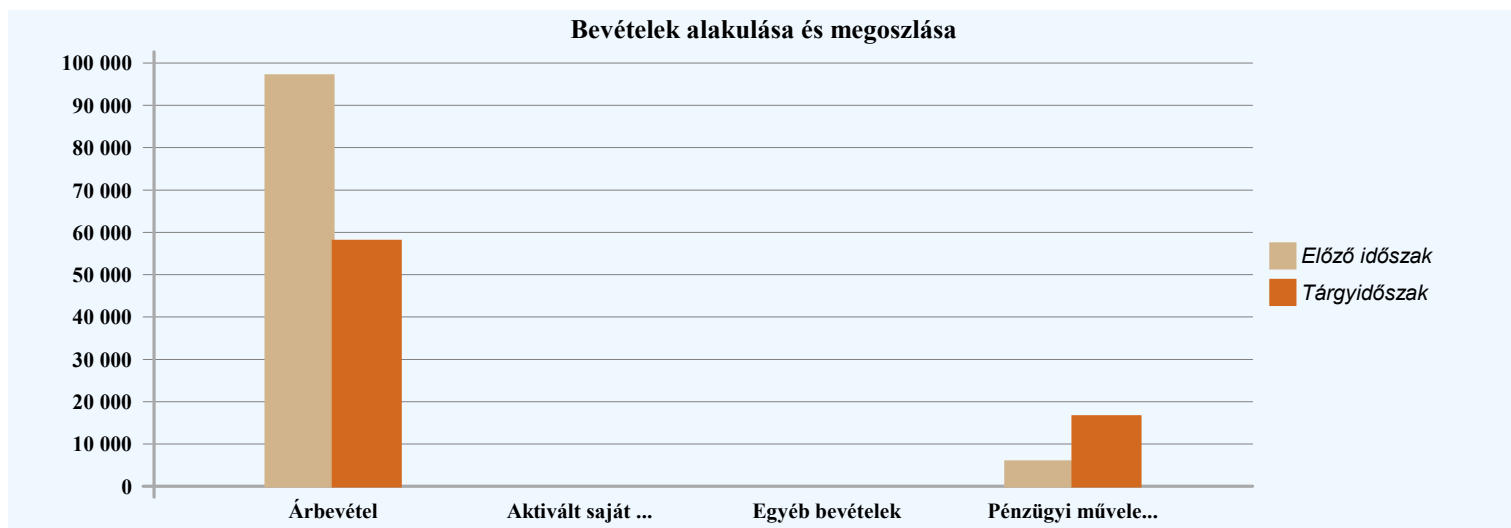 Bevételek alakulása és megoszlása
100 000
90 000
80 000
70 000
60 000
50 000
40 000
30 000
20 000
10 000
0
Árbevétel
Aktivált saját ...
Egyéb bevételek
Pénzügyi művele...
Előző időszak
Tárgyidőszak